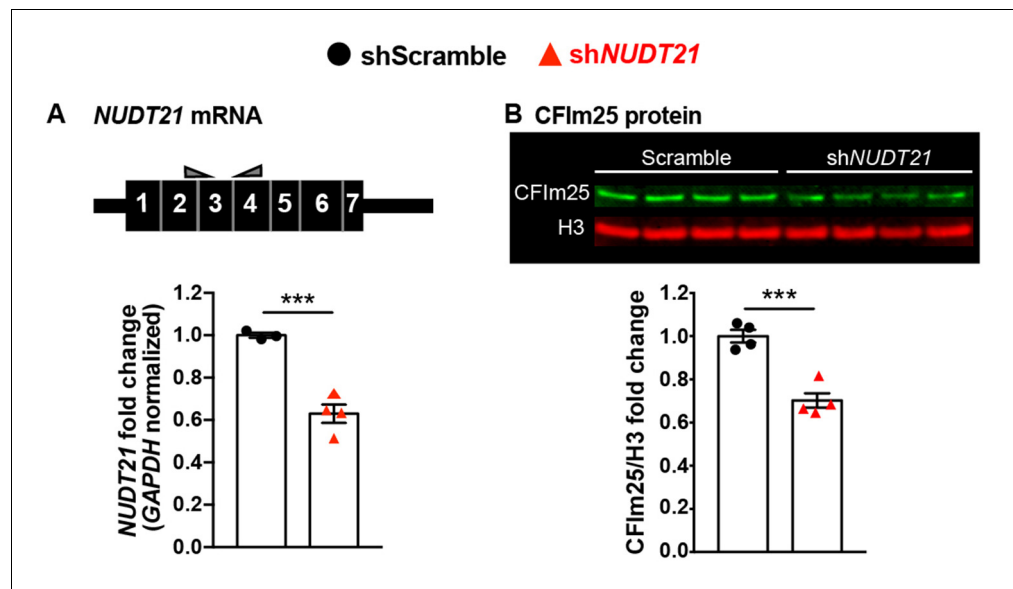 shScramble shNUDT21
A NUDT21 mRNA
1 2 3 4 5 6 7
NUDT21 fold change
(GAPDH normalized)
1.2
1.0
0.8
0.6
0.4
0.2
0.0
***
B CFIm25 protein
Scramble shNUDT21
CFIm25
H3
CFIm25/H3 fold change
1.2
1.0
0.8
0.6
0.4
0.2
0.0
***